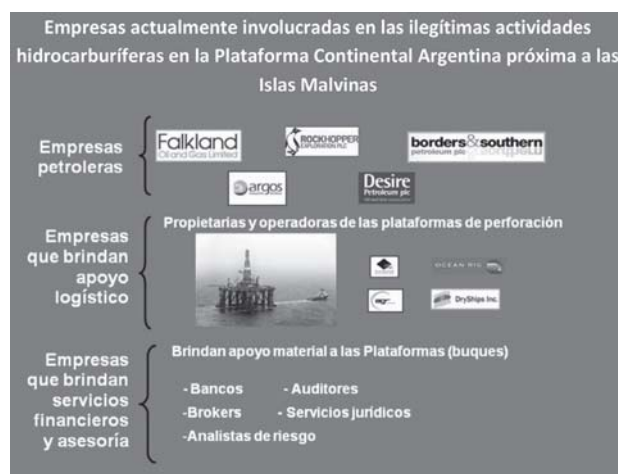 Empresas actualmente involucradas en las ilegítimas actividades
hidrocarburíferas en la Plataforma Continental Argentina próxima a las
Islas Malvinas
Empresas
petroleras
Falkland
Oil and Gas Limited
ROCKHOPPER
EXPLORATION PLC
borders&southern
petroleum plc
argos
Desire
Petroleum plc
Empresas
que brindan
apoyo
logístico
Propietarias y operadoras de las plataformas de perforación
OCEAN RIG
agr
DryShips Inc.
Empresas
que brindan
servicios
financieros
y asesoría
Brindan apoyo material a las Plataformas (buques)
- Bancos - Auditores
-Brokers - Servicios jurídicos
-Analistas de riesgo